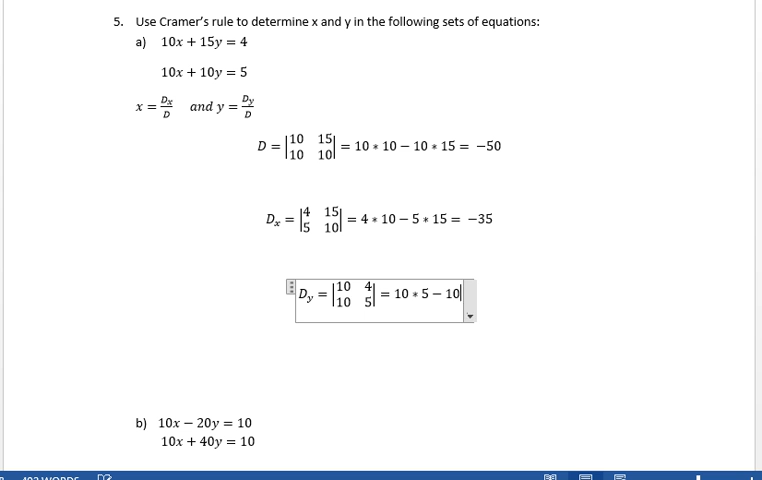 5. Use Cramer's rule to determine x and y in the following sets of equations:
a) 10x + 15y = 4
10x + 10y = 5
x = Dx/D and y = Dy/D
D = |10 15| = 10 * 10 − 10 * 15 = −50
|10 10|
Dx = |4 15| = 4 * 10 − 5 * 15 = −35
|5 10|
Dy = |10 4| = 10 * 5 − 10
|10 5|
b) 10x − 20y = 10
10x + 40y = 10